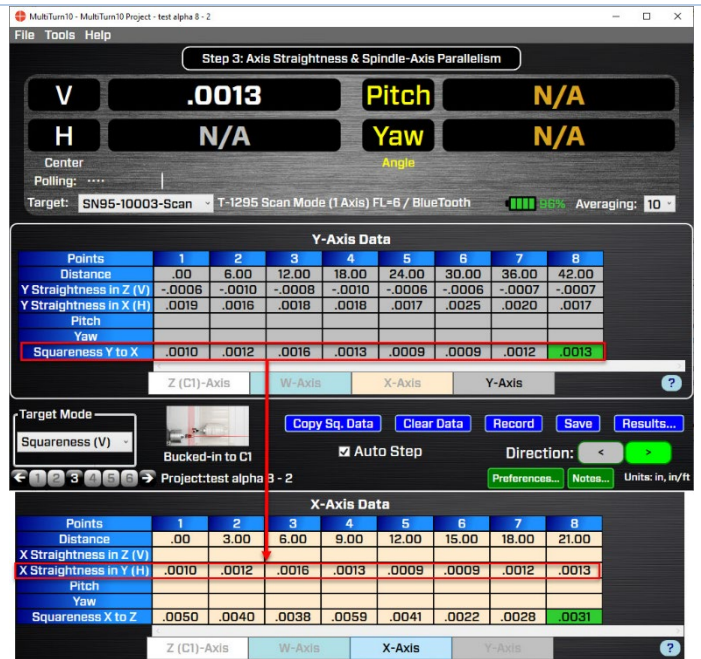 MultiTurn10 - MultiTurn10 Project - test alpha 8 - 2
File Tools Help
Step 3: Axis Straightness & Spindle-Axis Parallelism
V .0013 Pitch N/A
H N/A Yaw N/A
Center Angle
Polling: ....
Target: SN95-10003-Scan T-1295 Scan Mode (1 Axis) FL=6 / BlueTooth 96% Averaging: 10
Y-Axis Data
Points 1 2 3 4 5 6 7 8
Distance .00 6.00 12.00 18.00 24.00 30.00 36.00 42.00
Y Straightness in Z (V) -.0006 -.0010 -.0008 -.0010 -.0006 -.0006 -.0007 -.0007
Y Straightness in X (H) .0019 .0016 .0018 .0018 .0017 .0025 .0020 .0017
Pitch
Yaw
Squareness Y to X .0010 .0012 .0016 .0013 .0009 .0009 .0012 .0013
Z (C1)-Axis W-Axis X-Axis Y-Axis ?
Target Mode
Squareness (V)
Bucked-in to C1
Copy Sq. Data Clear Data Record Save Results...
Auto Step Direction: < >
1 2 3 4 5 6 Project:test alpha 8 - 2 Preferences... Notes... Units: in, in/ft
X-Axis Data
Points 1 2 3 4 5 6 7 8
Distance .00 3.00 6.00 9.00 12.00 15.00 18.00 21.00
X Straightness in Z (V)
X Straightness in Y (H) .0010 .0012 .0016 .0013 .0009 .0009 .0012 .0013
Pitch
Yaw
Squareness X to Z .0050 .0040 .0038 .0059 .0041 .0022 .0028 .0031
Z (C1)-Axis W-Axis X-Axis Y-Axis ?